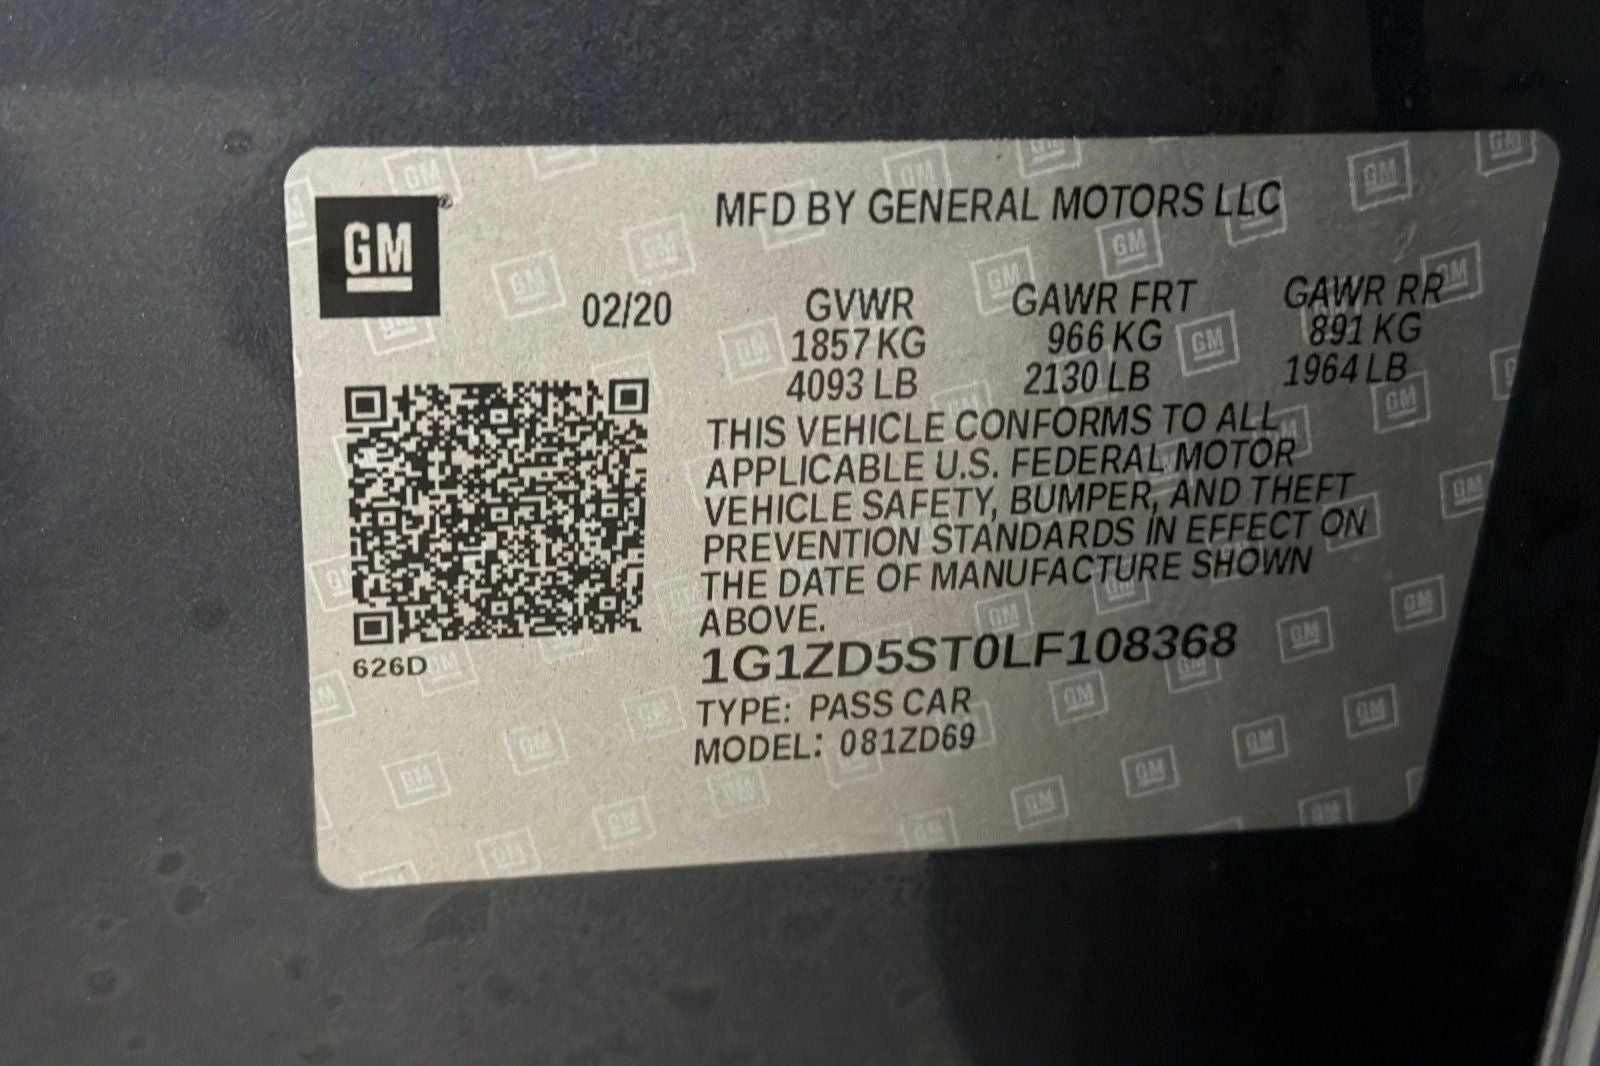 GM®
MFD BY GENERAL MOTORS LLC
02/20
GVWR GAWR FRT GAWR RR
1857 KG 966 KG 891 KG
4093 LB 2130 LB 1964 LB
THIS VEHICLE CONFORMS TO ALL
APPLICABLE U.S. FEDERAL MOTOR
VEHICLE SAFETY, BUMPER, AND THEFT
PREVENTION STANDARDS IN EFFECT ON
THE DATE OF MANUFACTURE SHOWN
ABOVE.
1G1ZD5ST0LF108368
626D
TYPE: PASS CAR
MODEL: 081ZD69